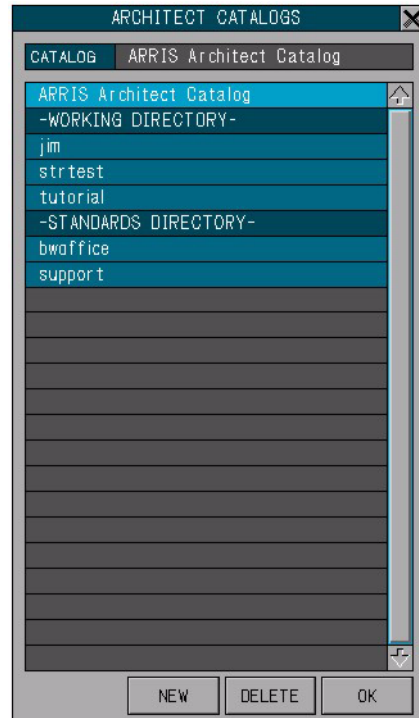 ARCHITECT CATALOGS
CATALOG ARRIS Architect Catalog
ARRIS Architect Catalog
-WORKING DIRECTORY-
jim
strtest
tutorial
-STANDARDS DIRECTORY-
bwoffice
support
NEW DELETE OK